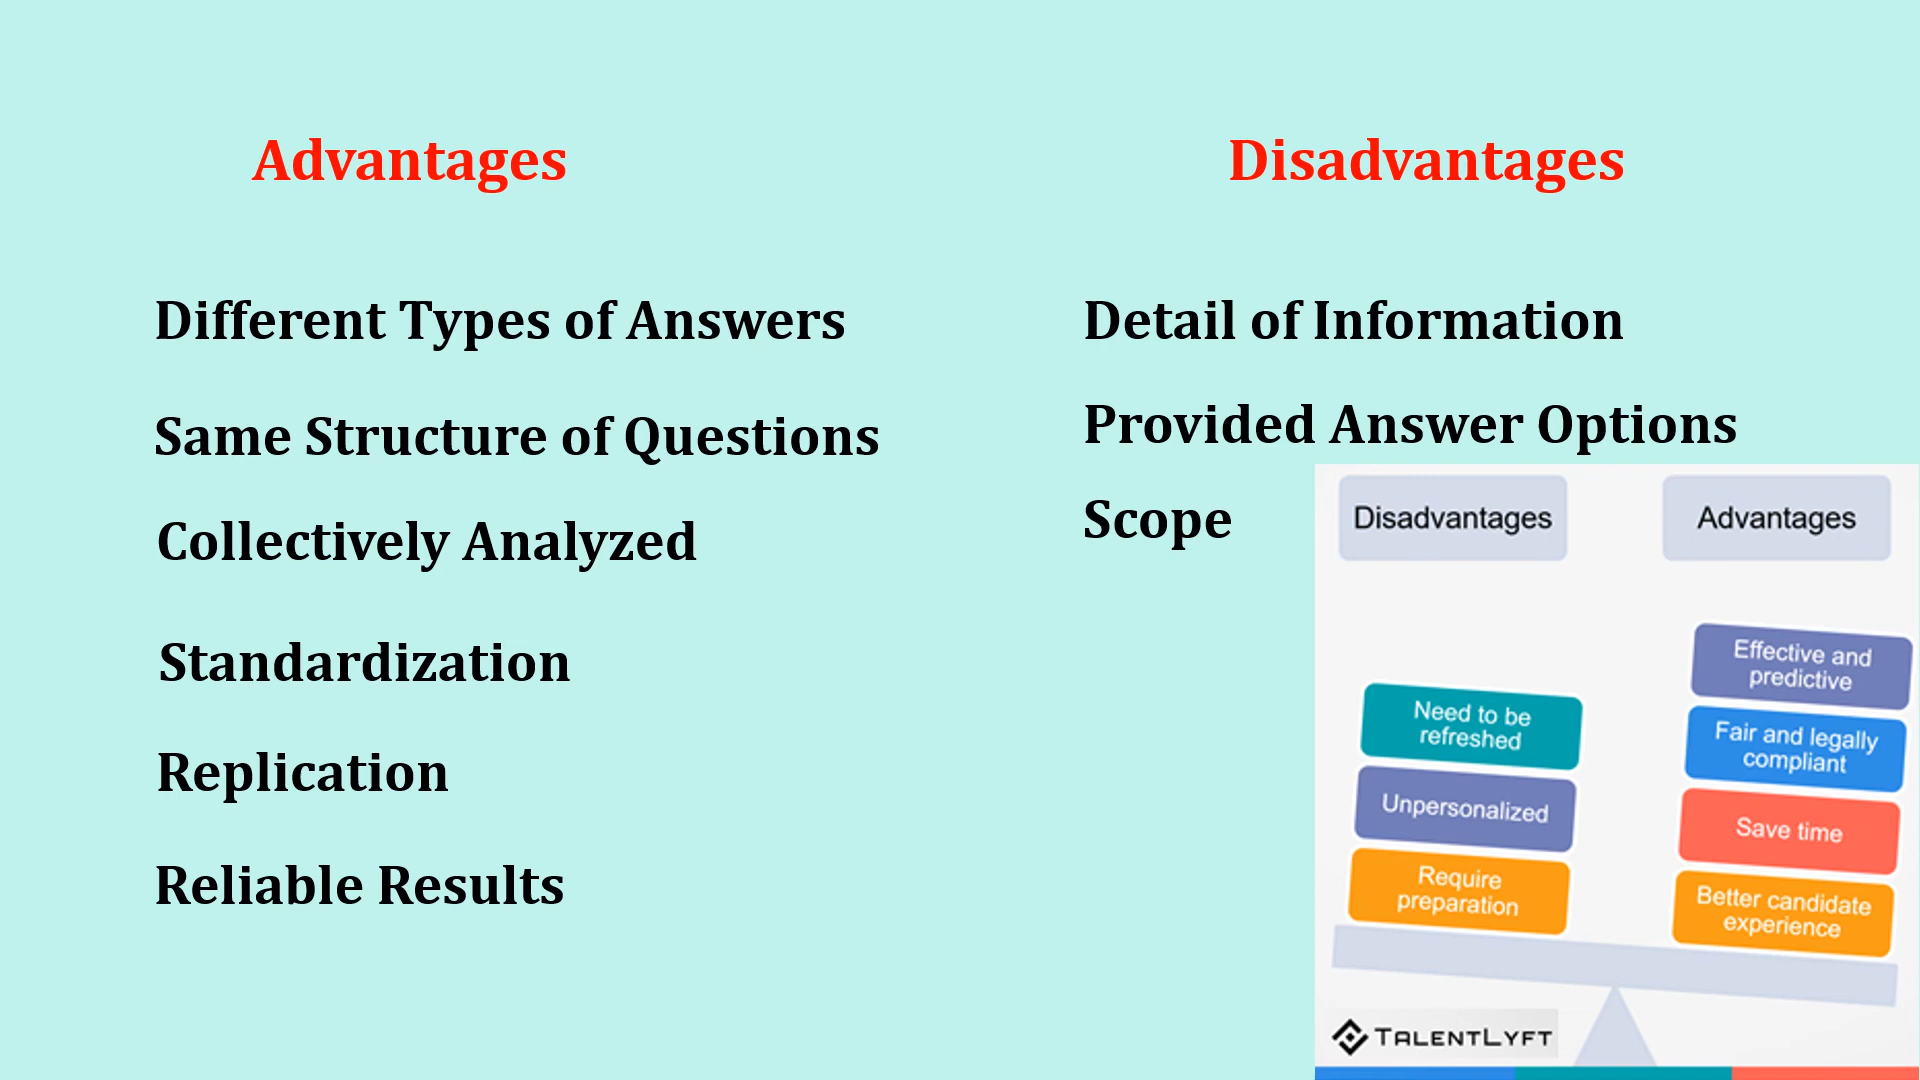 Advantages
Different Types of Answers
Same Structure of Questions
Collectively Analyzed
Standardization
Replication
Reliable Results
Disadvantages
Detail of Information
Provided Answer Options
Scope
Disadvantages
Need to be
refreshed
Unpersonalized
Require
preparation
Advantages
Effective and
predictive
Fair and legally
compliant
Save time
Better candidate
experience
TALENTLYFT